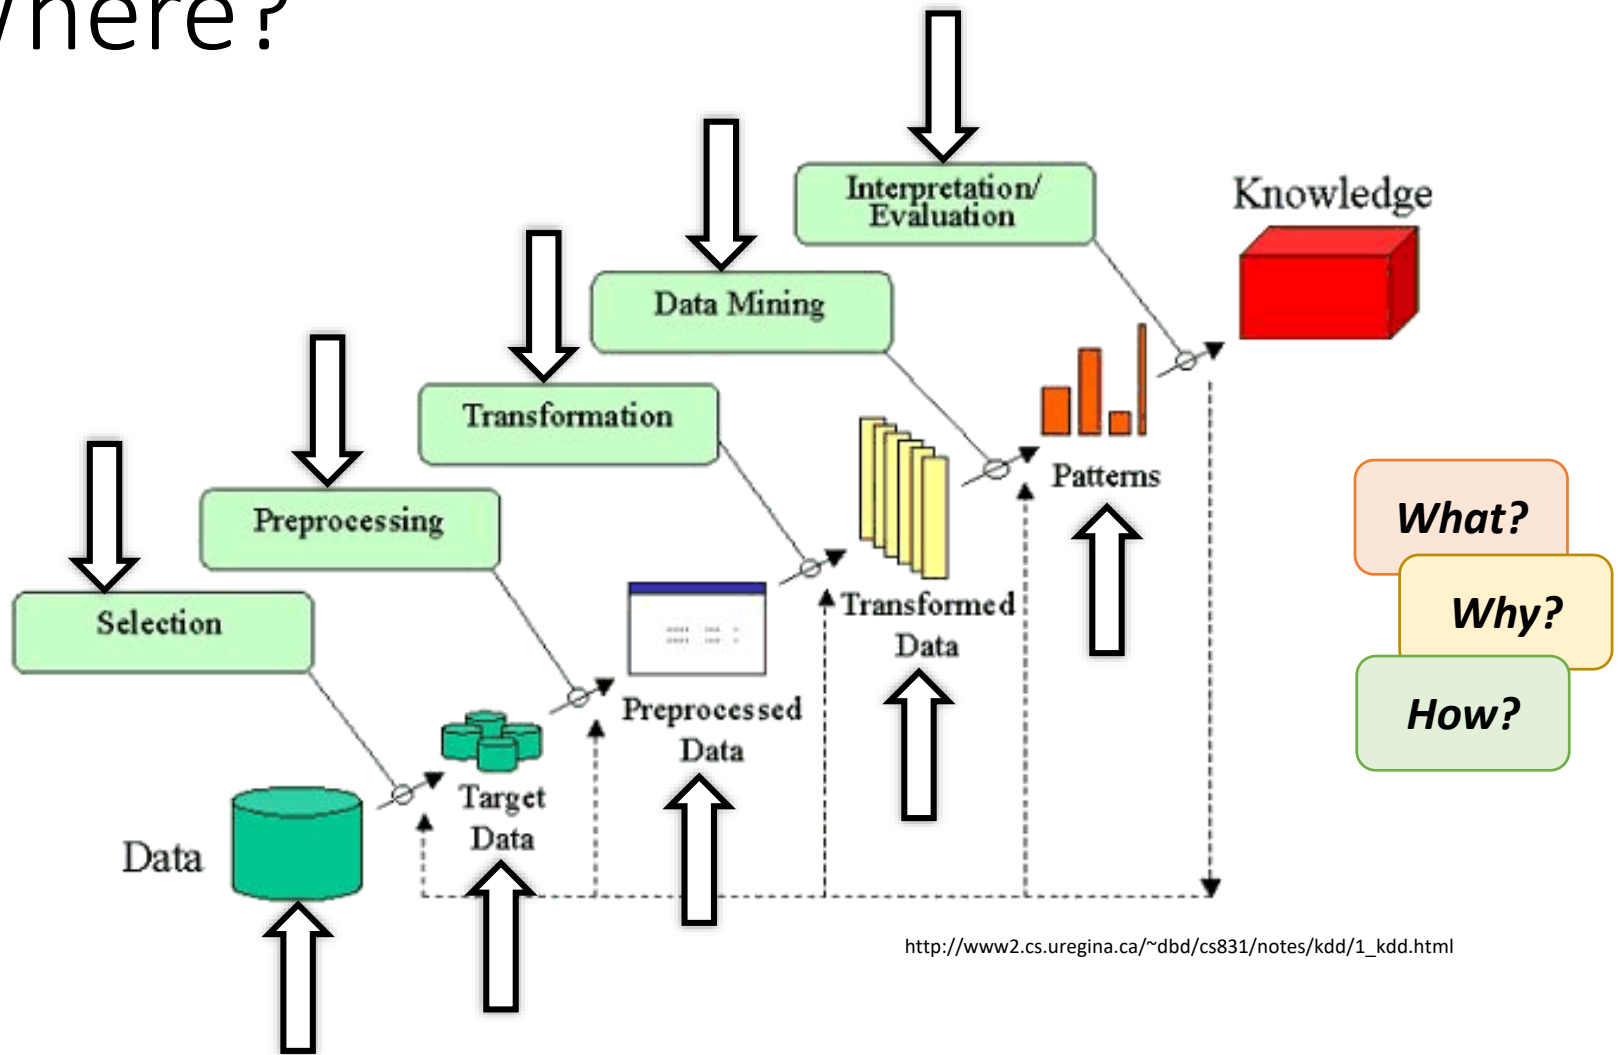 Where?
Interpretation/
Evaluation
Knowledge
Data Mining
Transformation
Patterns
What?
Preprocessing
Why?
Selection
Transformed
Data
How?
Preprocessed
Data
Target
Data
Data
http://www2.cs.uregina.ca/~dbd/cs831/notes/kdd/1_kdd.html